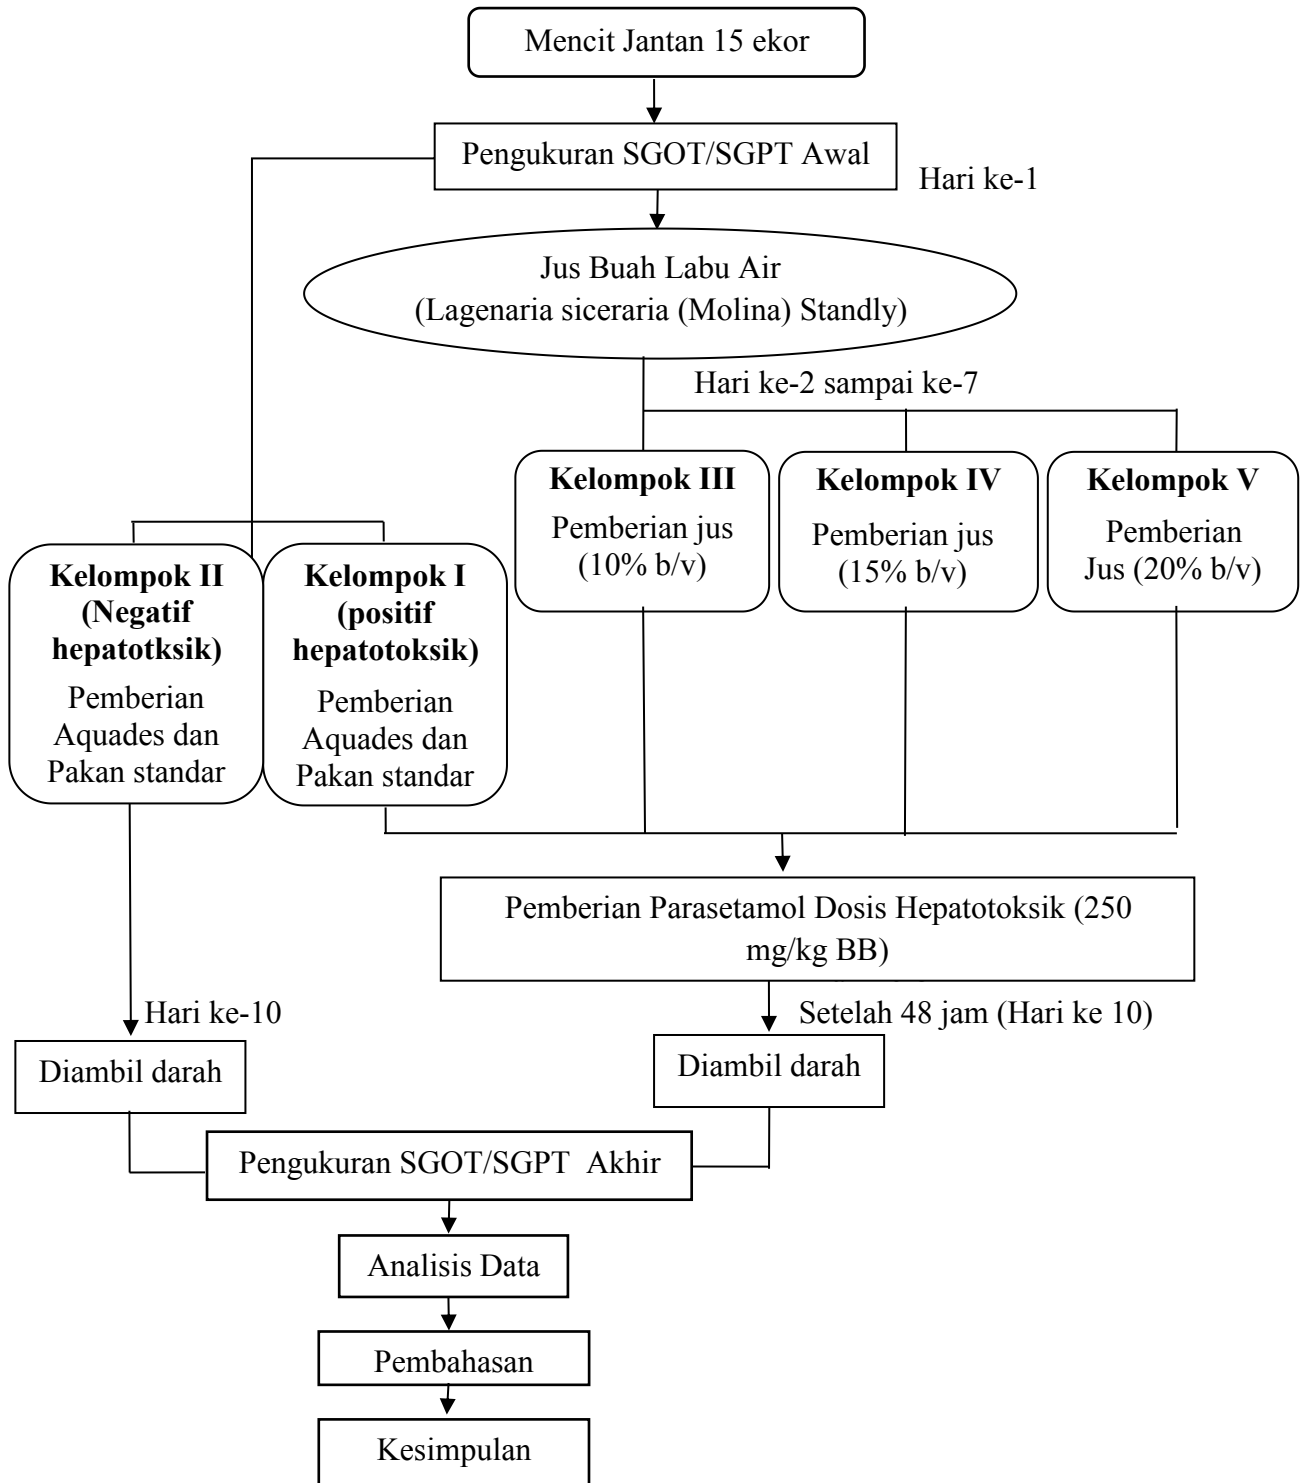 Mencit Jantan 15 ekor
Pengukuran SGOT/SGPT Awal
Hari ke-1
Jus Buah Labu Air
(Lagenaria siceraria (Molina) Standly)
Hari ke-2 sampai ke-7
Kelompok III
Pemberian jus
(10% b/v)
Kelompok IV
Pemberian jus
(15% b/v)
Kelompok V
Pemberian
Jus (20% b/v)
Kelompok II
(Negatif
hepatotksik)
Pemberian
Aquades dan
Pakan standar
Kelompok I
(positif
hepatotoksik)
Pemberian
Aquades dan
Pakan standar
Pemberian Parasetamol Dosis Hepatotoksik (250
mg/kg BB)
Hari ke-10
Setelah 48 jam (Hari ke 10)
Diambil darah
Diambil darah
Pengukuran SGOT/SGPT Akhir
Analisis Data
Pembahasan
Kesimpulan